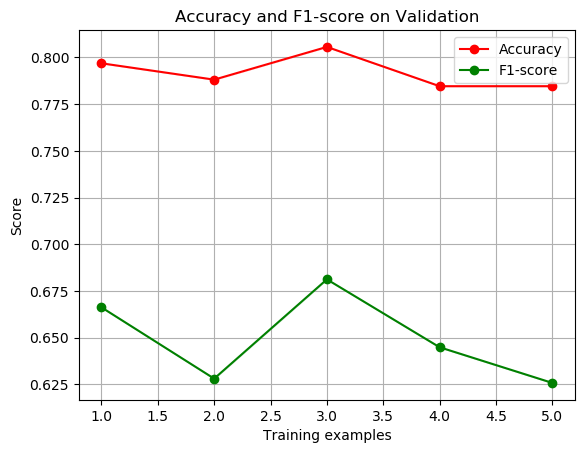 Accuracy and F1-score on Validation
Accuracy
F1-score
0.800
0.775
0.750
0.725
0.700
0.675
0.650
0.625
Score
1.0 1.5 2.0 2.5 3.0 3.5 4.0 4.5 5.0
Training examples